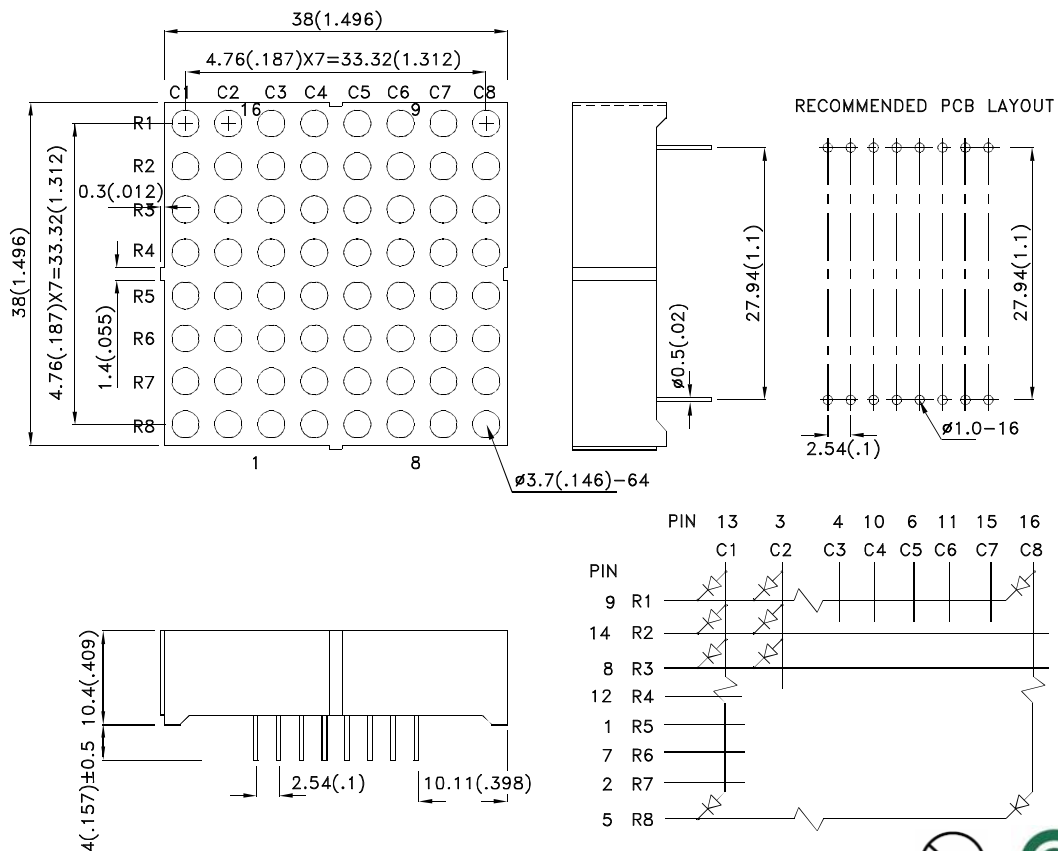 38(1.496)
4.76(.187)X7=33.32(1.312)
C1 C2 C3 C4 C5 C6 C7 C8
16 9
R1
R2
0.3(.012)
R3
R4
R5
R6
R7
R8
38(1.496)
4.76(.187)X7=33.32(1.312)
1.4(.055)
1 8
ø3.7(.146)-64
ø0.5(.02)
27.94(1.1)
RECOMMENDED PCB LAYOUT
27.94(1.1)
ø1.0-16
2.54(.1)
10.4(.409)
4(.157)±0.5
2.54(.1)
10.11(.398)
PIN 13 3 4 10 6 11 15 16
C1 C2 C3 C4 C5 C6 C7 C8
PIN
9 R1
14 R2
8 R3
12 R4
1 R5
7 R6
2 R7
5 R8